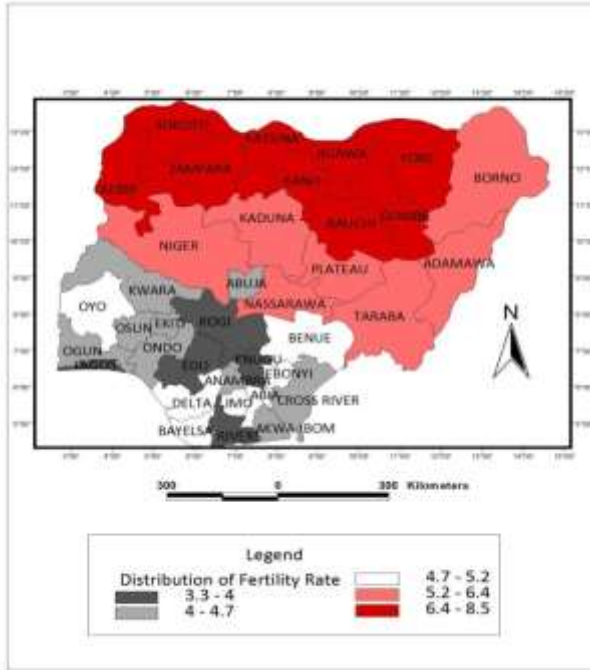 SOKOTO
KATSINA
JIGAWA
YOBE
ZAMFARA
KANO
BORNO
KEBBI
BAUCHI
GOMBE
KADUNA
NIGER
PLATEAU
ADAMAWA
ABUJA
NASSARAWA
TARABA
KWARA
OYO
KOGI
BENUE
OSUN
EKITI
ONDO
OGUN
LAGOS
EDO
ENUGU
EBONYI
ANAMBRA
ABIA
CROSS RIVER
DELTA
IMO
BAYELSA
RIVERS
AKWA-IBOM
N
300 0 300 Kilometers
Legend
Distribution of Fertility Rate
3.3 - 4
4 - 4.7
4.7 - 5.2
5.2 - 6.4
6.4 - 8.5